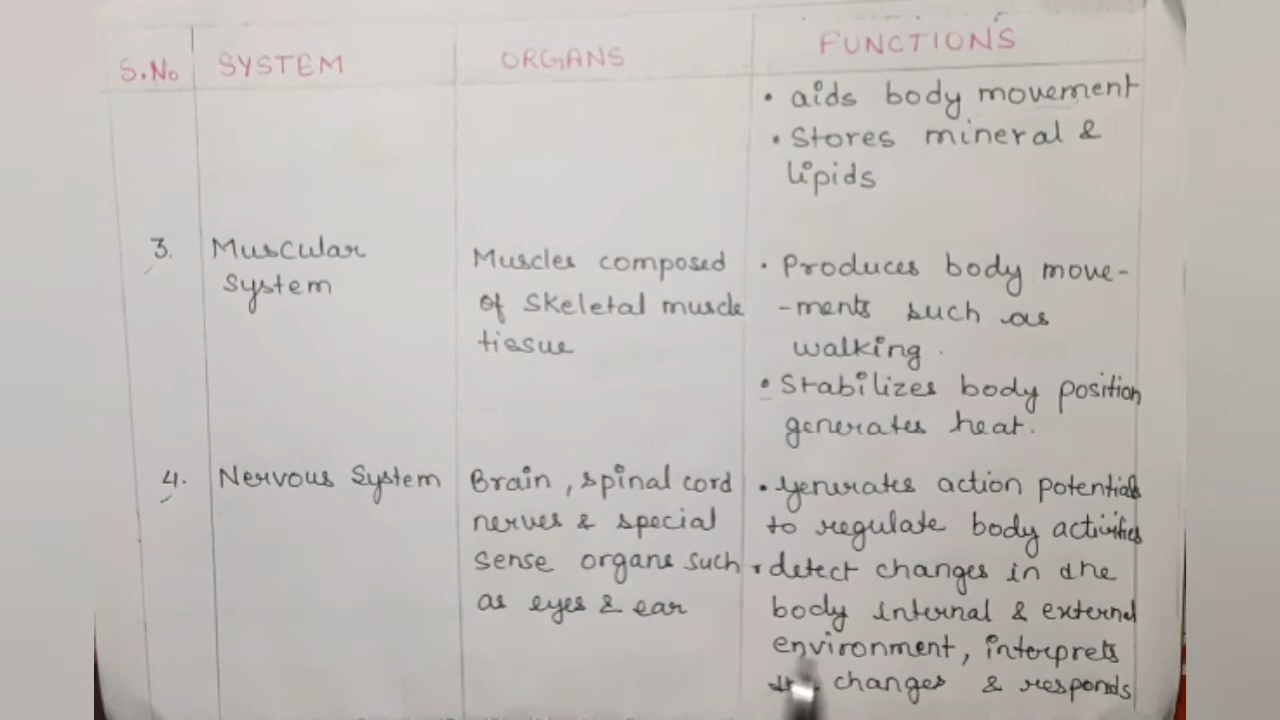 S.No SYSTEM ORGANS FUNCTIONS
• aids body movement
• Stores mineral &
lipids
3. Muscular
System
Muscles composed
of skeletal muscle
tissue
• Produces body move-
-ments such as
walking.
• Stabilizes body position
generates heat.
4. Nervous System
Brain, spinal cord
nerves & special
sense organs such
as eyes & ear
• generates action potentials
to regulate body activities
• detect changes in the
body internal & external
environment, interprets
changes & responds